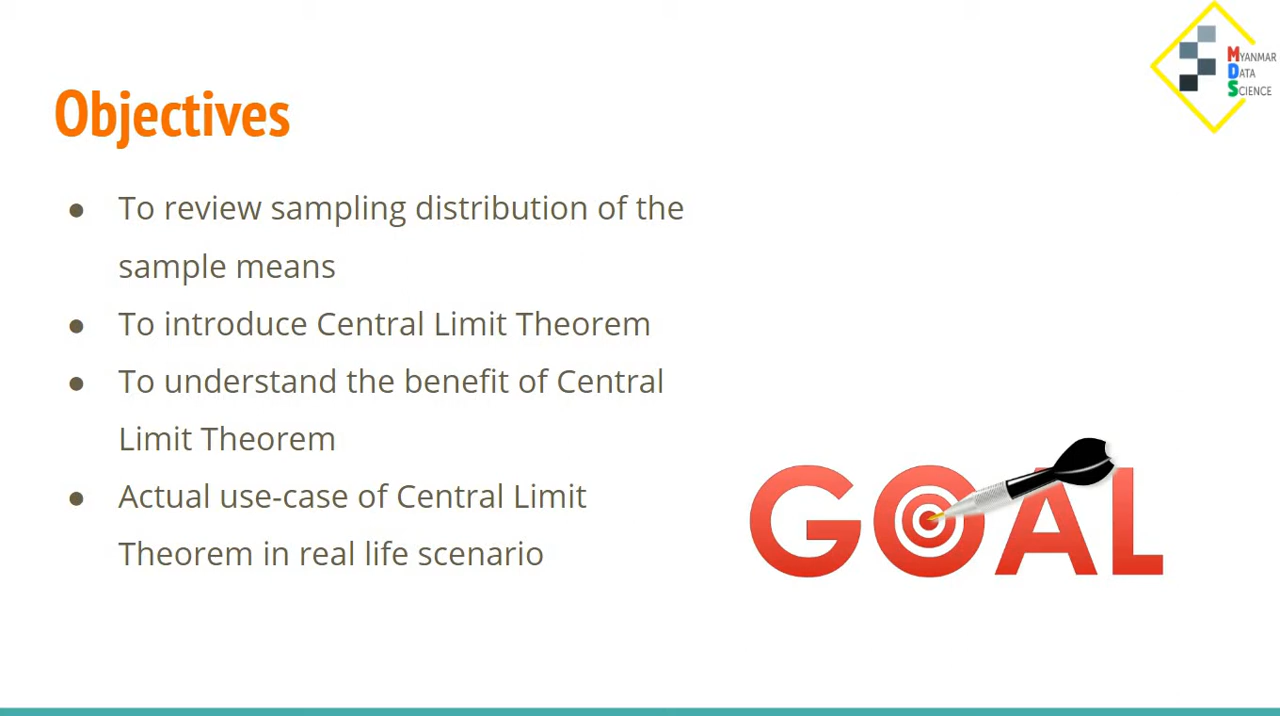 MYANMAR
DATA
SCIENCE
Objectives
● To review sampling distribution of the
sample means
● To introduce Central Limit Theorem
● To understand the benefit of Central
Limit Theorem
● Actual use-case of Central Limit
Theorem in real life scenario
GOAL